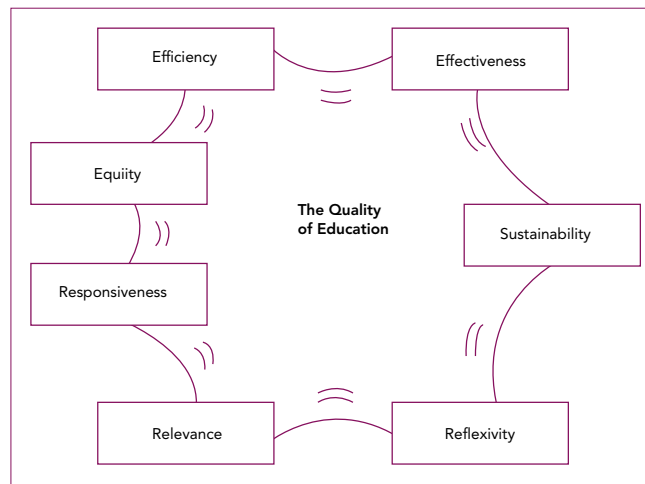 Efficiency
Effectiveness
Equiity
The Quality
of Education
Sustainability
Responsiveness
Relevance
Reflexivity